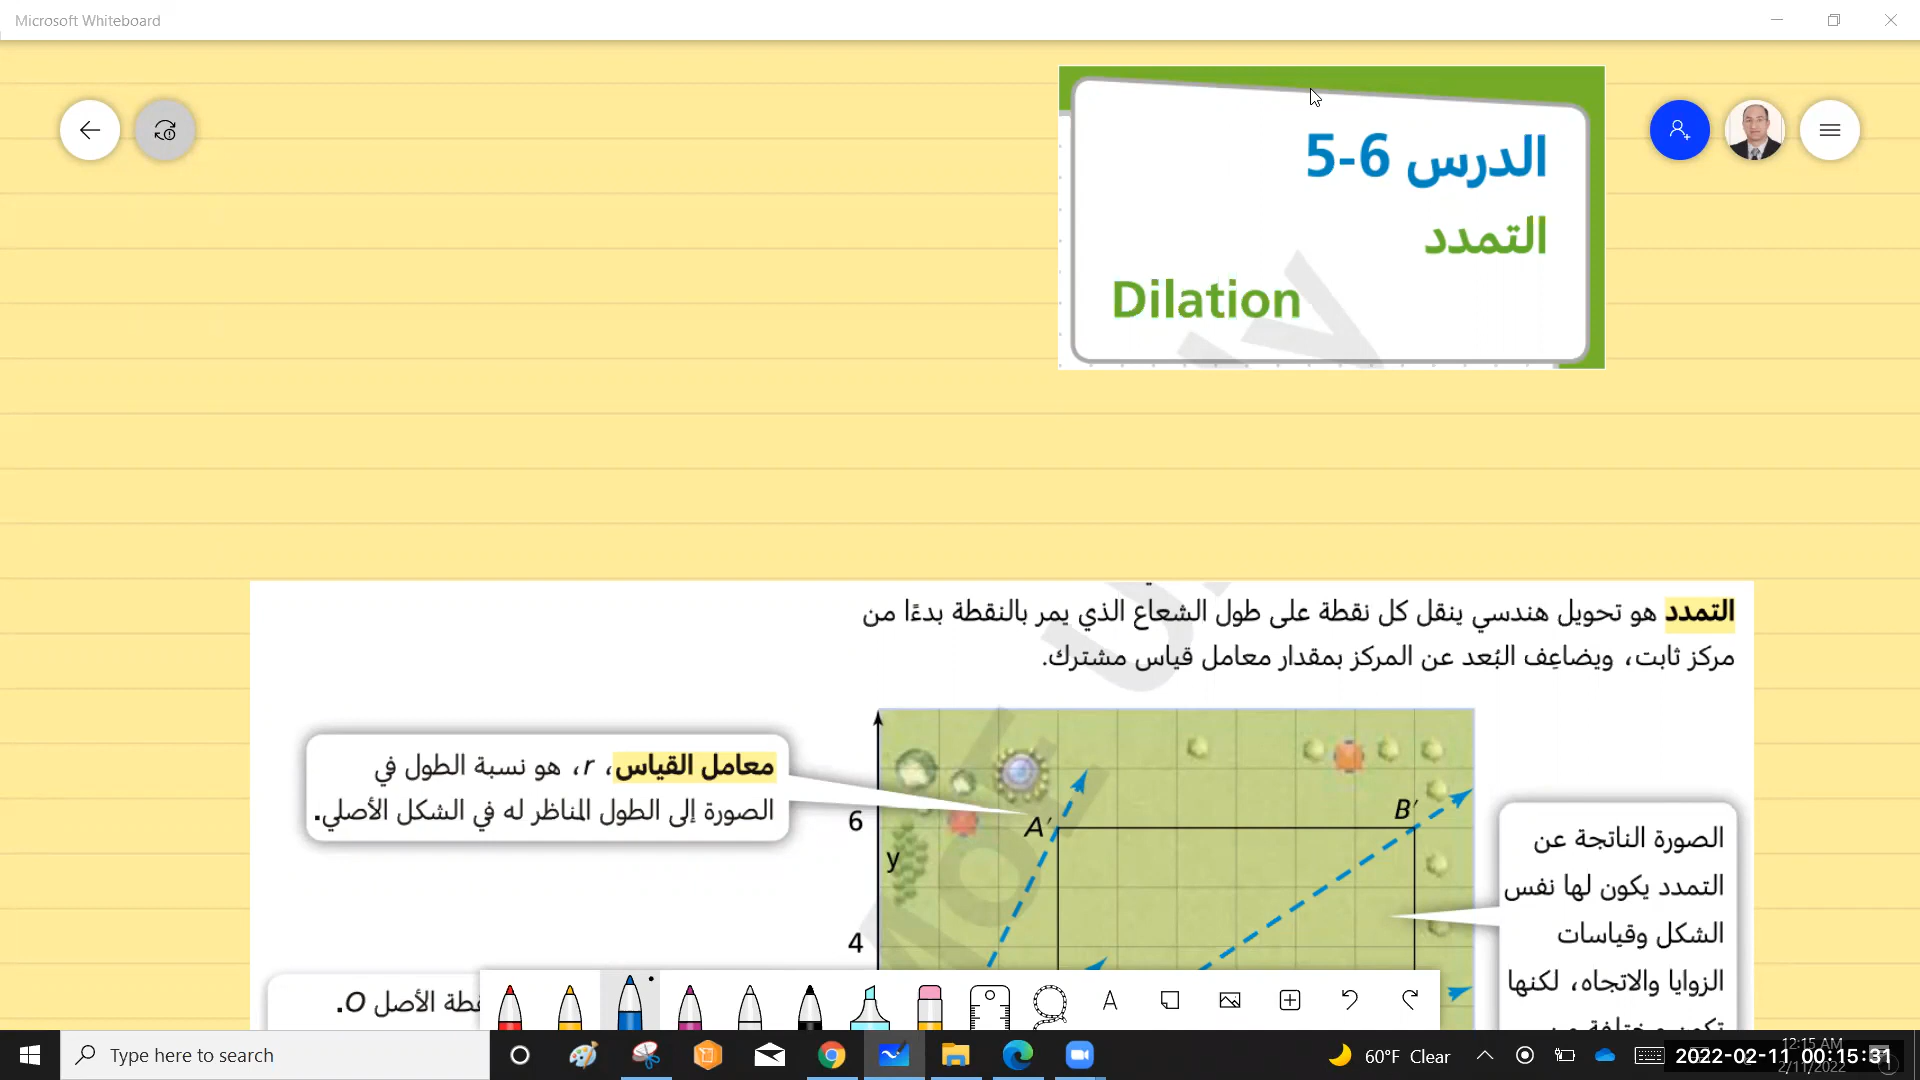 Microsoft Whiteboard
الدرس 6-5
التمدد
Dilation
التمدد هو تحويل هندسي ينقل كل نقطة على طول الشعاع الذي يمر بالنقطة بدءًا من
مركز ثابت، ويضاعِف البُعد عن المركز بمقدار معامل قياس مشترك.
معامل القياس، r، هو نسبة الطول في
الصورة إلى الطول المناظر له في الشكل الأصلي.
6
A′
B′
y
4
الصورة الناتجة عن
التمدد يكون لها نفس
الشكل وقياسات
الزوايا والاتجاه، لكنها
الأصل O.
Type here to search
60°F Clear
12:15 AM
2/11/2022
2022-02-11 00:15:31
1